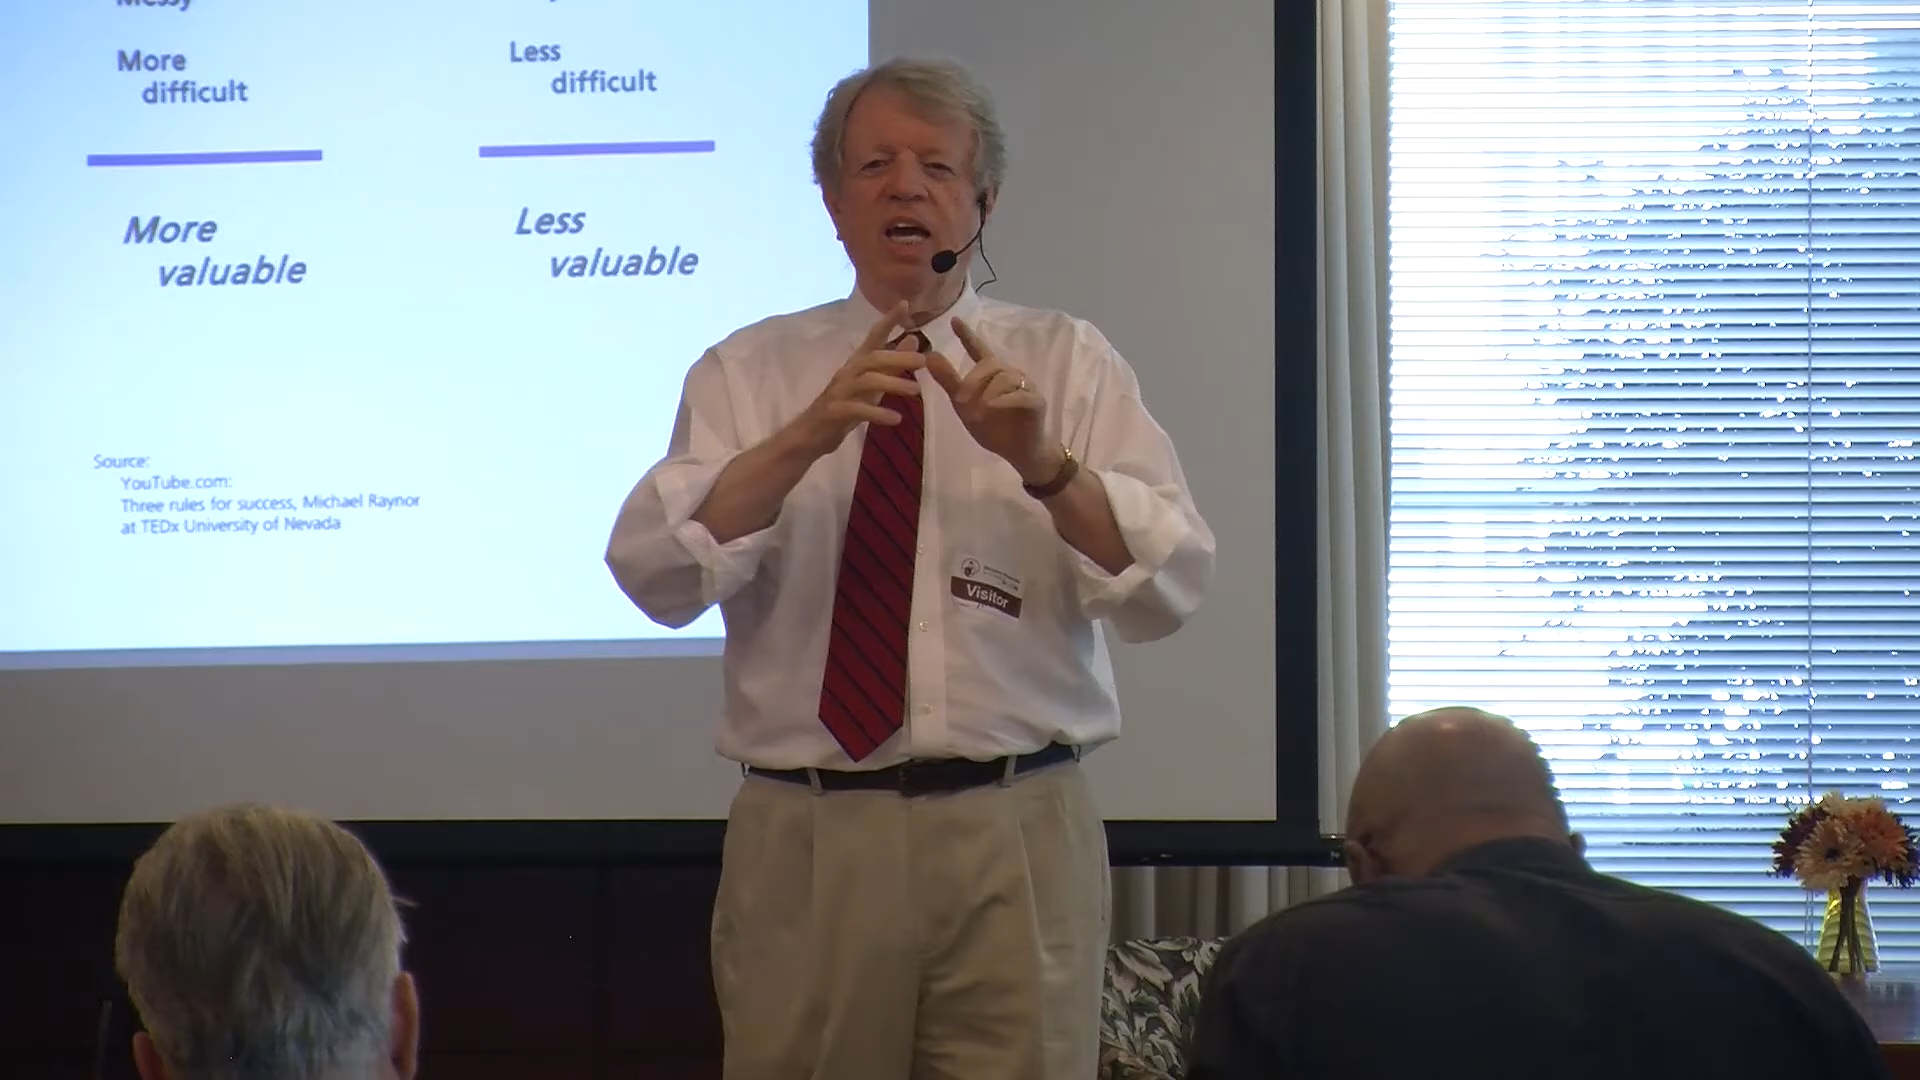 Messy
More
difficult
Less
difficult
More
valuable
Less
valuable
Source:
YouTube.com:
Three rules for success, Michael Raynor
at TEDx University of Nevada
Visitor